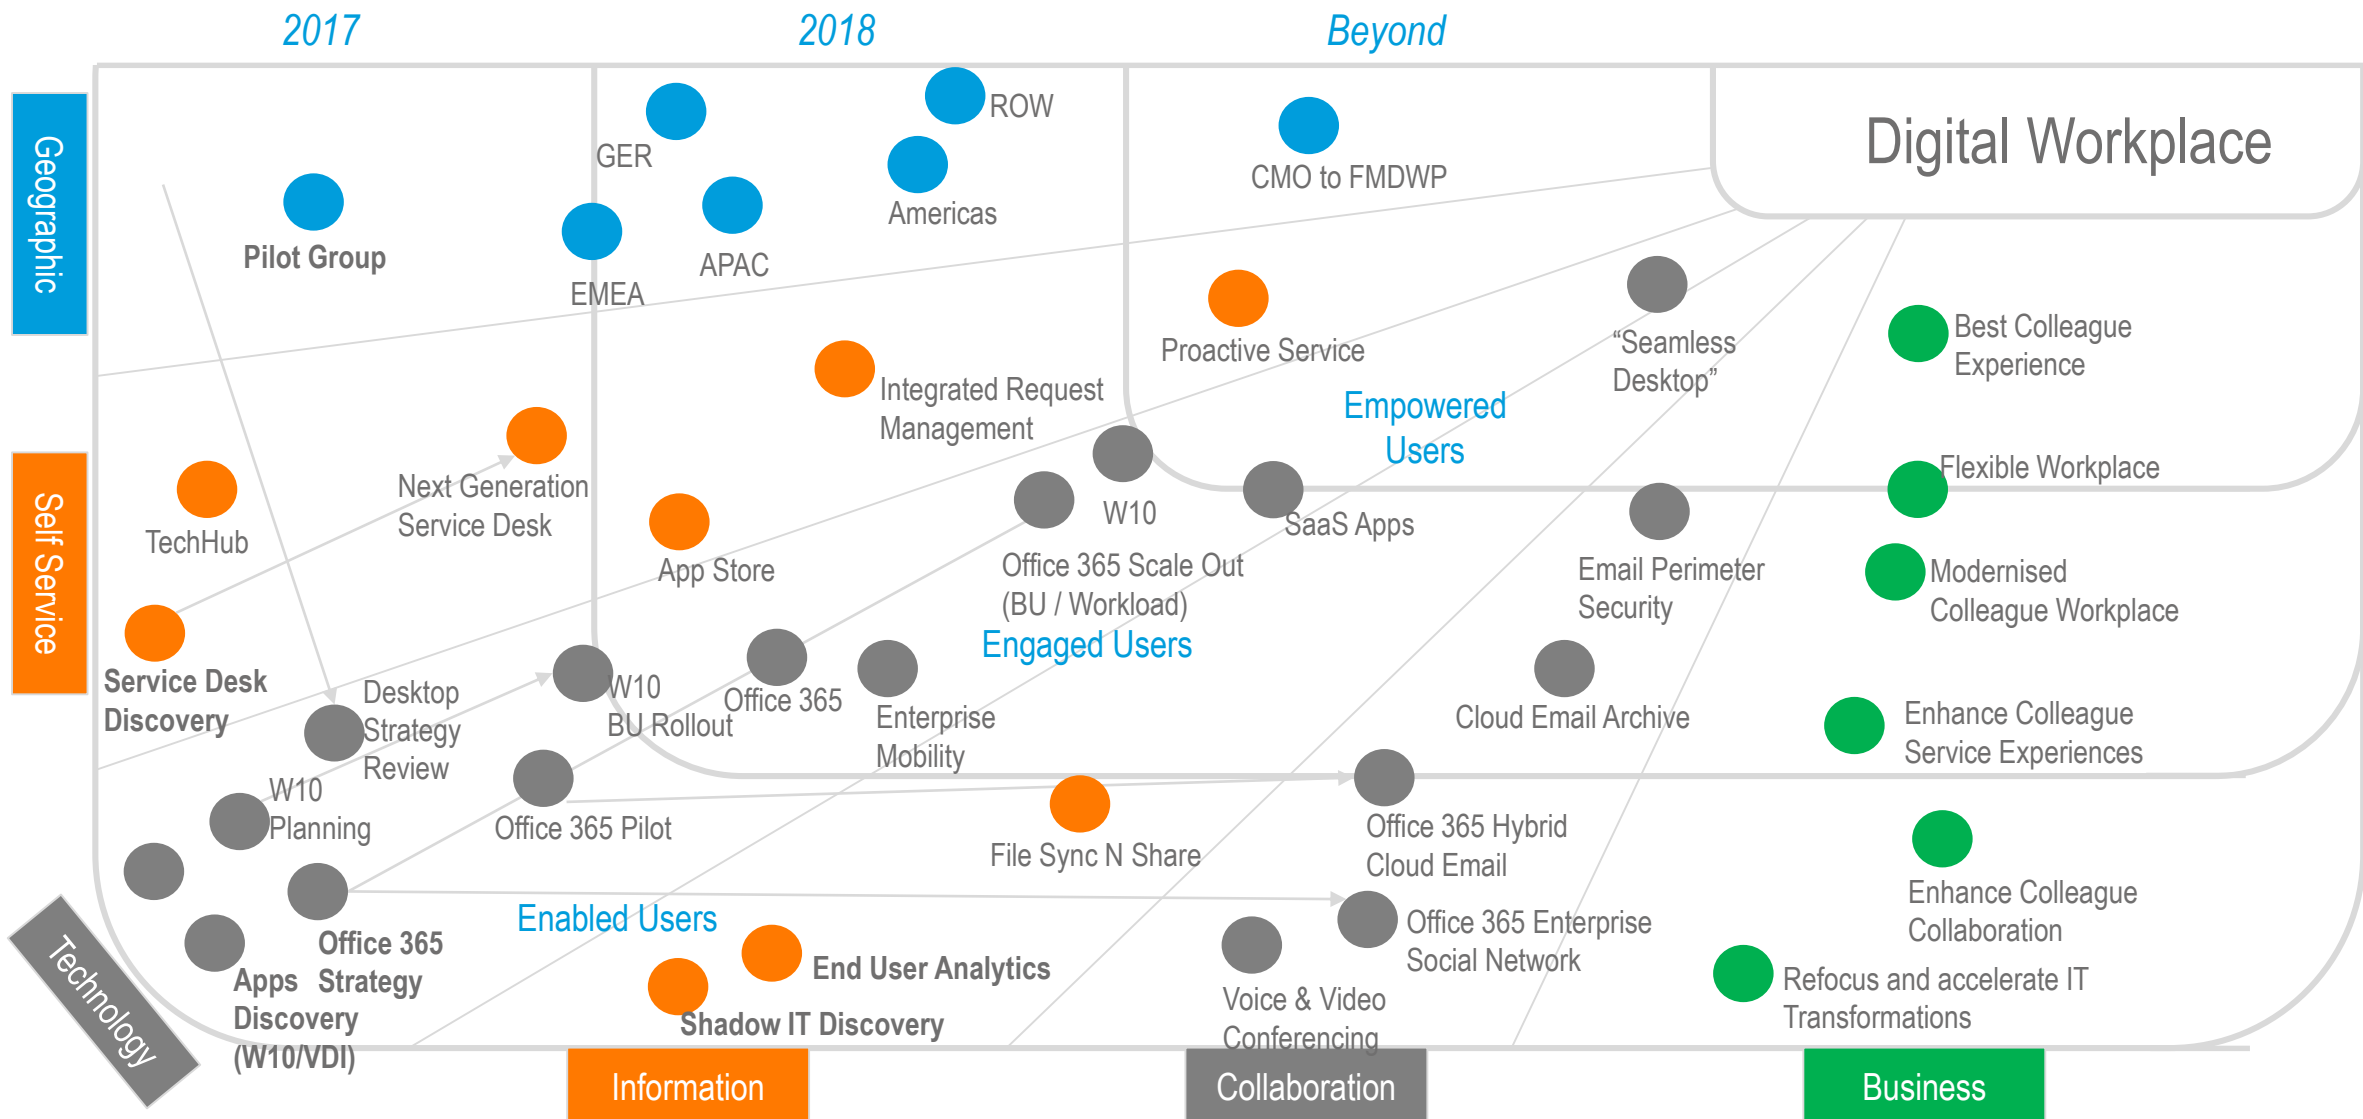 2017
2018
Beyond
Digital Workplace
Geographic
Self Service
Technology
Information
Collaboration
Business
Pilot Group
GER
EMEA
APAC
ROW
Americas
CMO to FMDWP
TechHub
Next Generation
Service Desk
Service Desk
Discovery
Integrated Request
Management
App Store
Proactive Service
Empowered
Users
“Seamless
Desktop”
Best Colleague
Experience
Flexible Workplace
Modernised
Colleague Workplace
Enhance Colleague
Service Experiences
Enhance Colleague
Collaboration
Refocus and accelerate IT
Transformations
W10
SaaS Apps
Office 365 Scale Out
(BU / Workload)
Engaged Users
Email Perimeter
Security
Cloud Email Archive
Desktop
Strategy
Review
W10
BU Rollout
Office 365
Enterprise
Mobility
W10
Planning
Office 365 Pilot
File Sync N Share
Office 365 Hybrid
Cloud Email
Office 365 Enterprise
Social Network
Voice & Video
Conferencing
Enabled Users
Office 365
Strategy
Apps
Discovery
(W10/VDI)
End User Analytics
Shadow IT Discovery